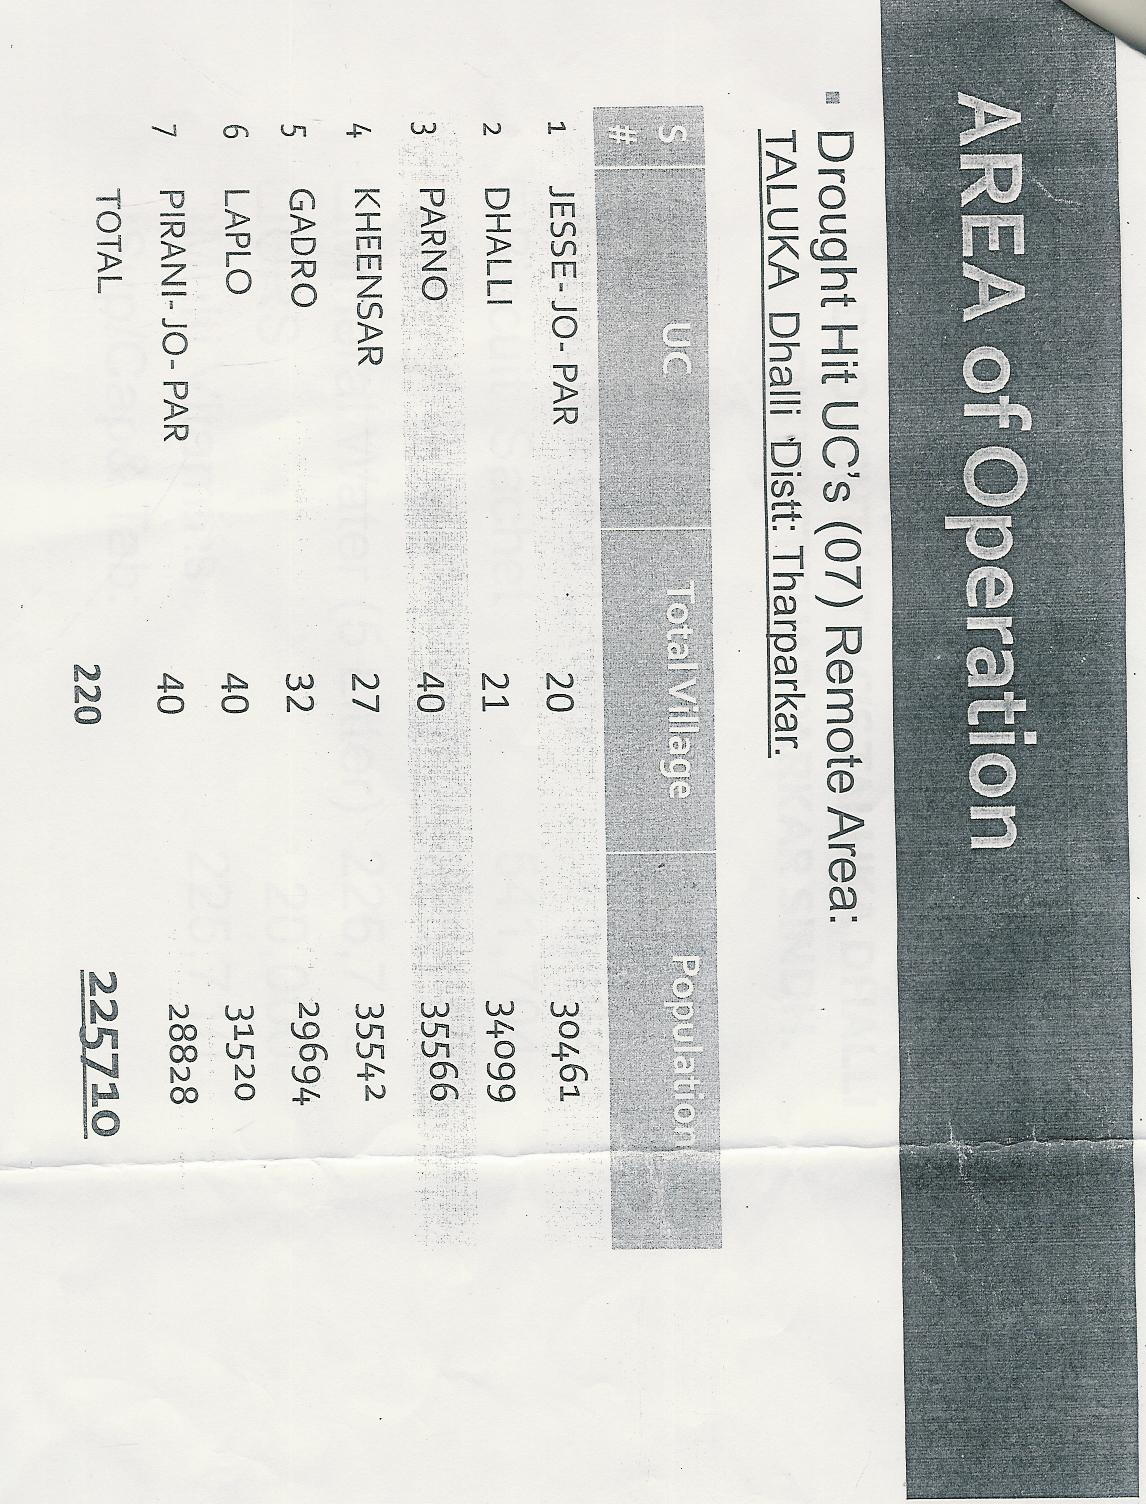 AREA of Operation
▪ Drought Hit UC's (07) Remote Area:
TALUKA Dhalli Distt: Tharparkar.
S # UC Total Village Population
1 JESSE-JO- PAR 20 30461
2 DHALLI 21 34099
3 PARNO 40 35566
4 KHEENSAR 27 35542
5 GADRO 32 29694
6 LAPLO 40 31520
7 PIRANI-JO- PAR 40 28828
TOTAL 220 225710